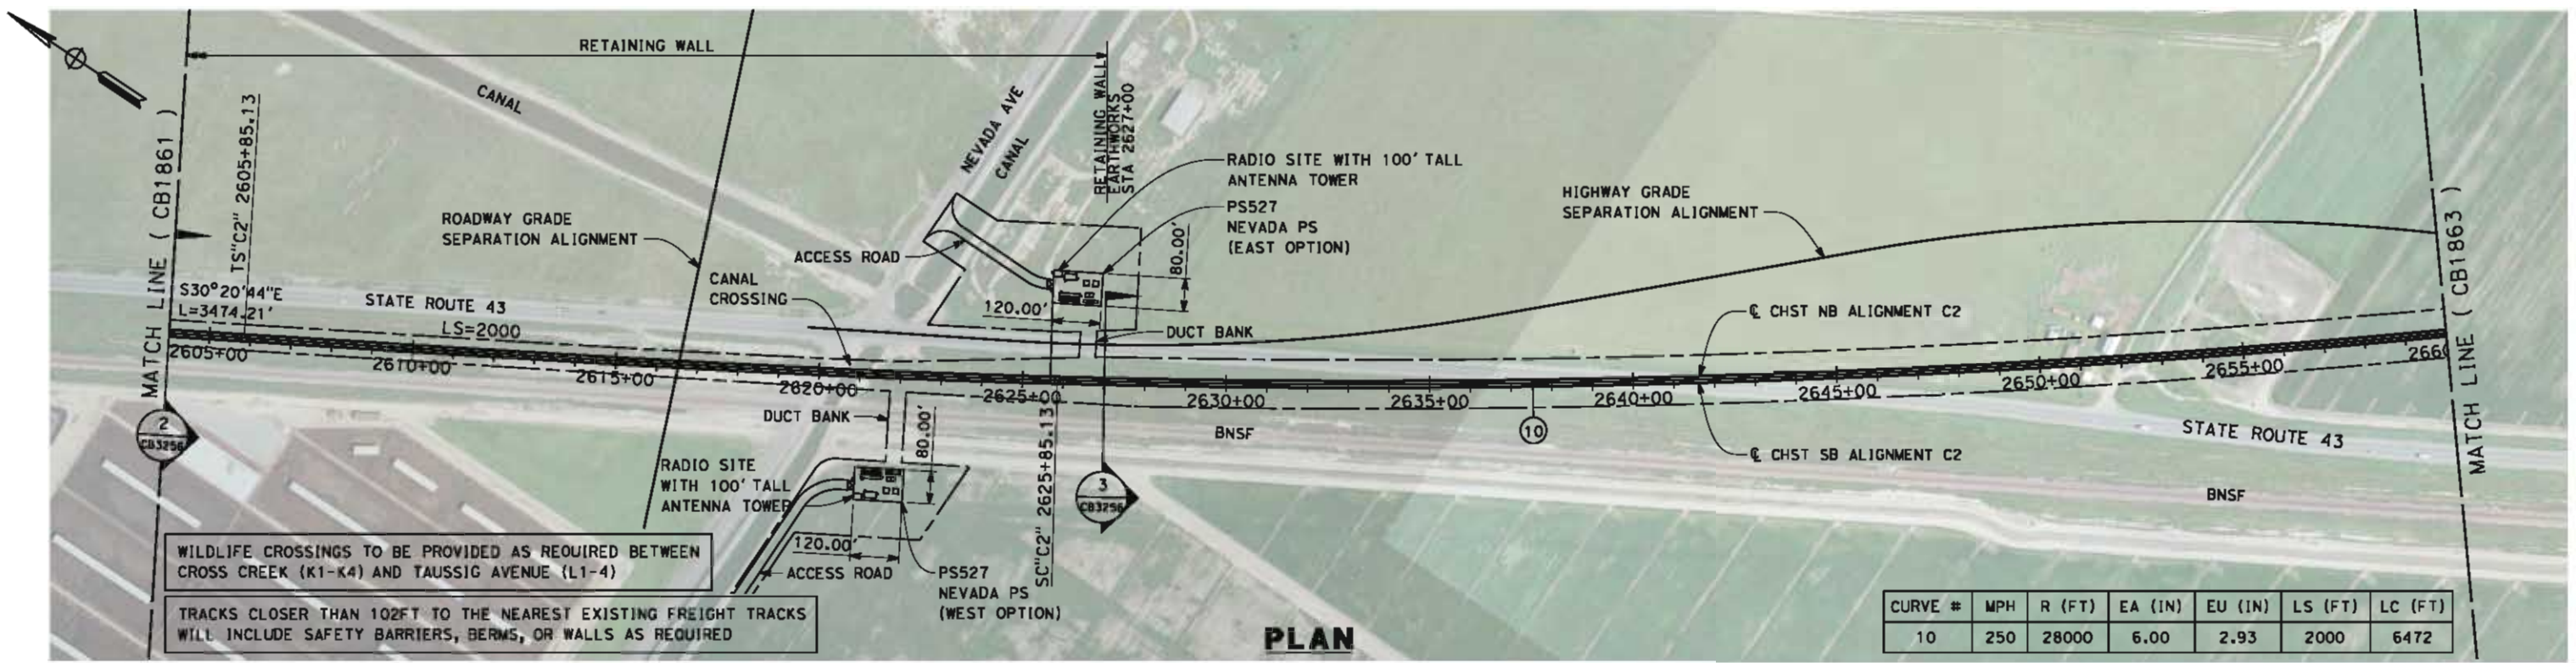 RETAINING WALL
CANAL
NEVADA AVE
CANAL
RETAINING WALL
EARTHWORKS
STA 2627+00
MATCH LINE ( CB1861 )
TS"C2" 2605+85.13
RADIO SITE WITH 100' TALL
ANTENNA TOWER
PS527
NEVADA PS
(EAST OPTION)
HIGHWAY GRADE
SEPARATION ALIGNMENT
ROADWAY GRADE
SEPARATION ALIGNMENT
ACCESS ROAD
80.00'
120.00'
CANAL
CROSSING
S30°20'44"E
L=3474.21'
STATE ROUTE 43
LS=2000
DUCT BANK
℄ CHST NB ALIGNMENT C2
MATCH LINE ( CB1863 )
2605+00
2610+00
2615+00
2620+00
2625+00
2630+00
2635+00
2640+00
2645+00
2650+00
2655+00
2660
DUCT BANK
80.00'
BNSF
10
STATE ROUTE 43
℄ CHST SB ALIGNMENT C2
BNSF
2
CB3256
3
CB3256
SC"C2" 2625+85.13
RADIO SITE
WITH 100' TALL
ANTENNA TOWER
120.00'
ACCESS ROAD
PS527
NEVADA PS
(WEST OPTION)
WILDLIFE CROSSINGS TO BE PROVIDED AS REQUIRED BETWEEN
CROSS CREEK (K1-K4) AND TAUSSIG AVENUE (L1-4)
TRACKS CLOSER THAN 102FT TO THE NEAREST EXISTING FREIGHT TRACKS
WILL INCLUDE SAFETY BARRIERS, BERMS, OR WALLS AS REQUIRED
PLAN
CURVE # MPH R (FT) EA (IN) EU (IN) LS (FT) LC (FT)
10 250 28000 6.00 2.93 2000 6472